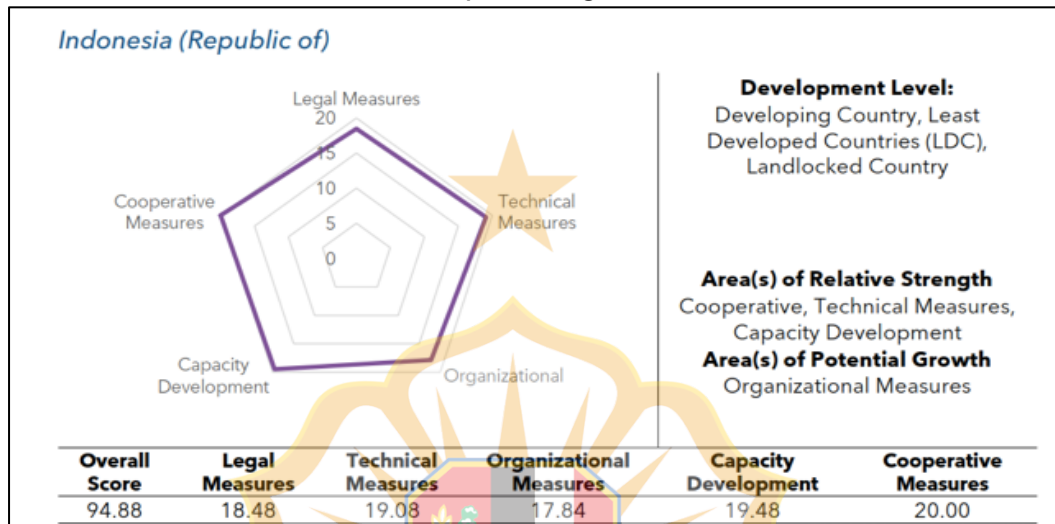 Indonesia (Republic of)
Legal Measures
20
15
10
5
0
Technical
Measures
Organizational
Capacity
Development
Cooperative
Measures
Development Level:
Developing Country, Least
Developed Countries (LDC),
Landlocked Country
Area(s) of Relative Strength
Cooperative, Technical Measures,
Capacity Development
Area(s) of Potential Growth
Organizational Measures
Overall Score Legal Measures Technical Measures Organizational Measures Capacity Development Cooperative Measures
94.88 18.48 19.08 17.84 19.48 20.00